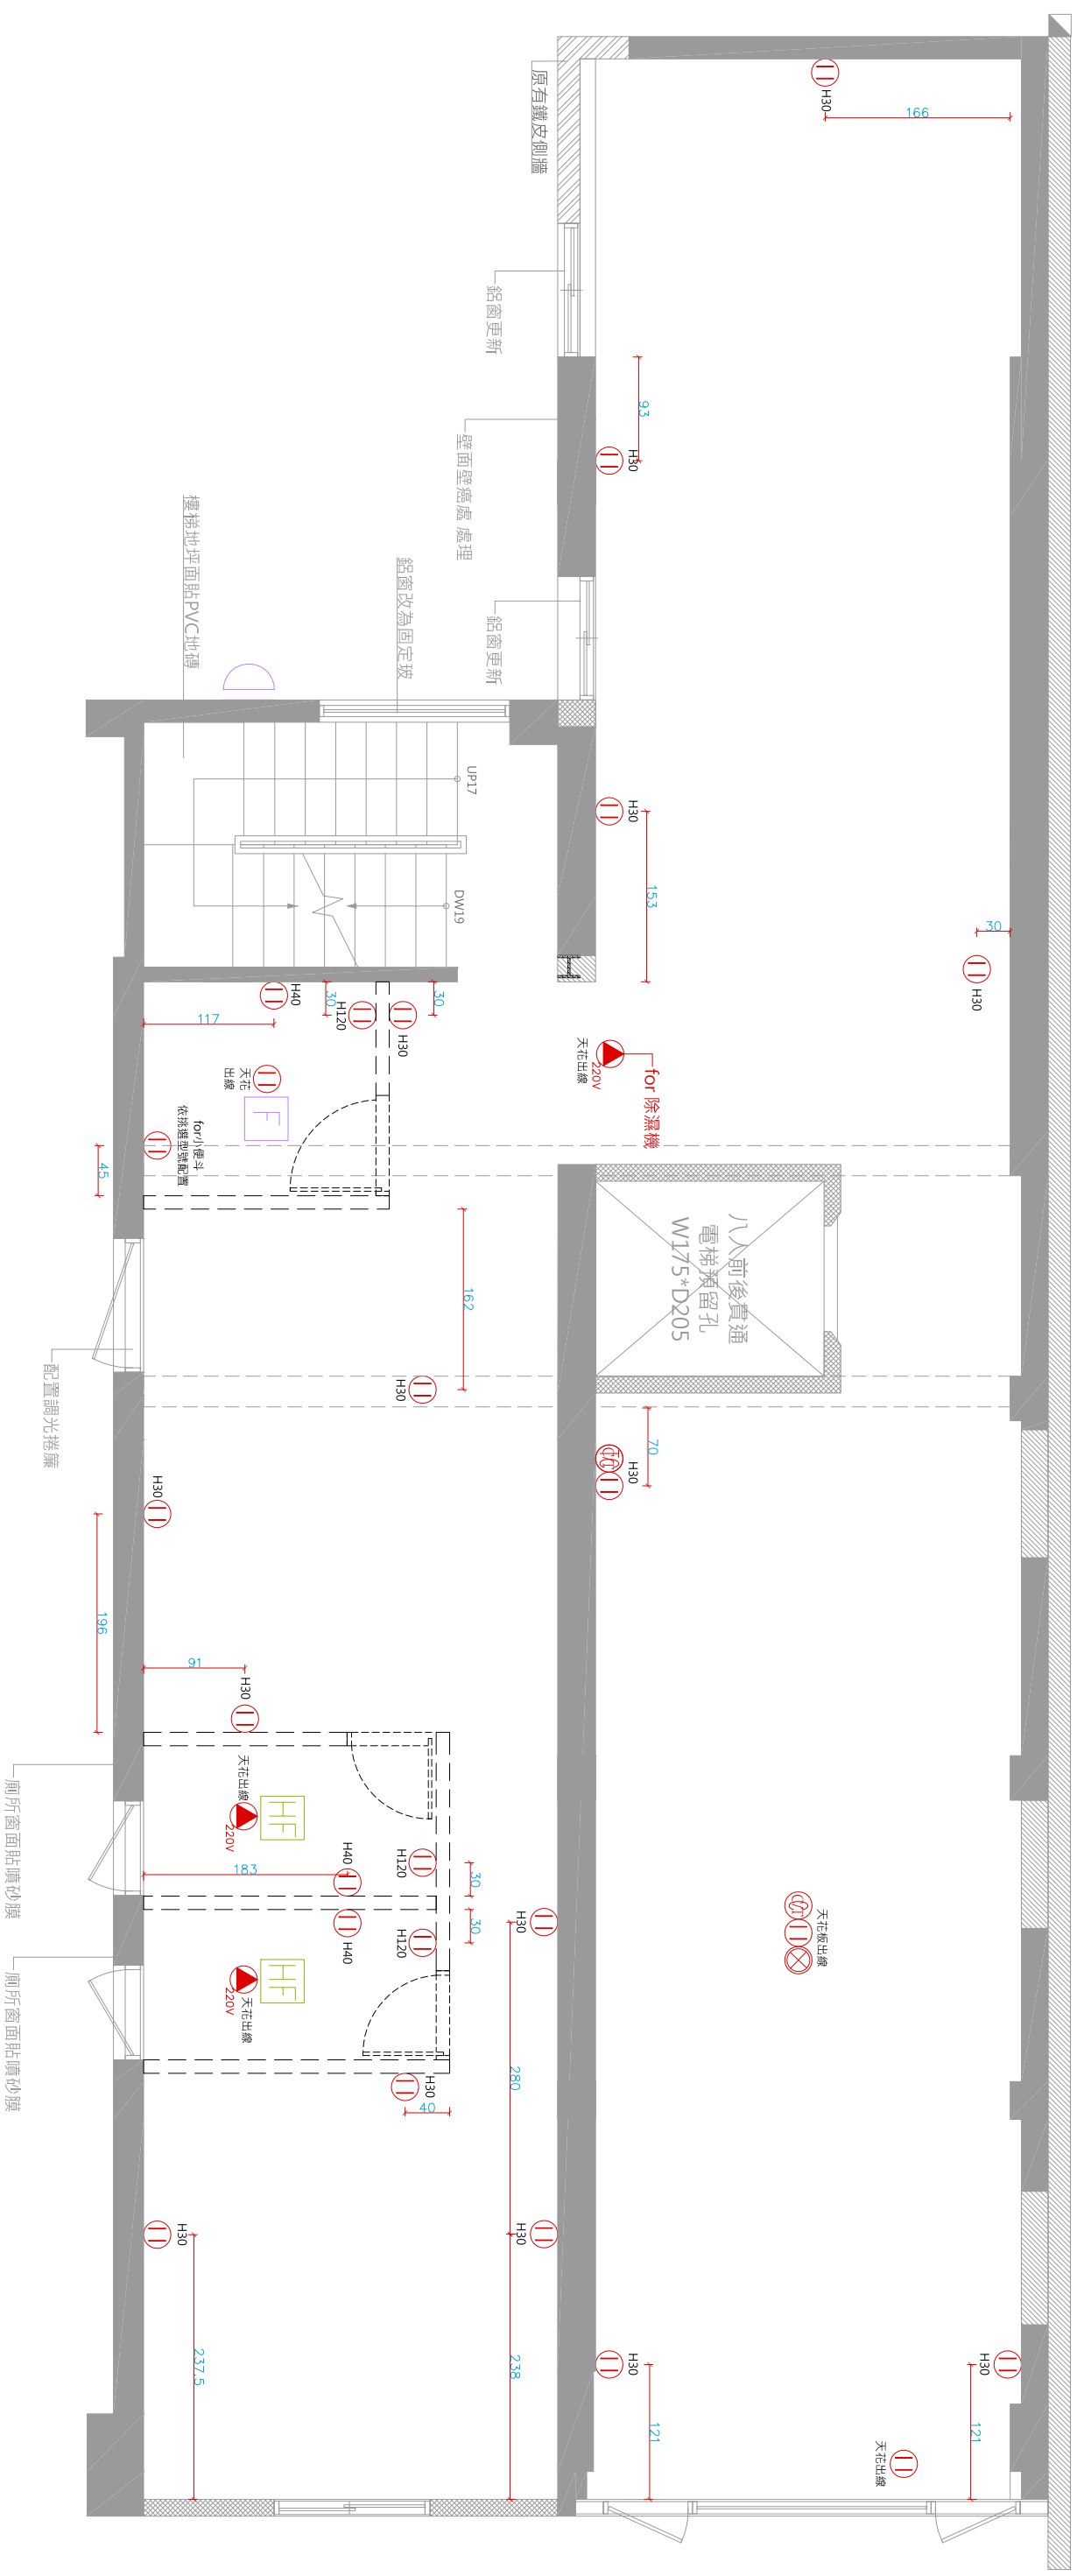 原有鐵皮側牆
H30
166
鋁窗更新
93
H30
壁面壁癌處 處理
樓梯地坪面貼PVC地磚
鋁窗改為固定玻
鋁窗更新
UP17
H30
153
DW19
30
H30
H40
30
H120
30
H30
117
天花出線
220V
for 除濕機
天花
出線
F
for小便斗
依挑選型號配置
45
162
八人前後貫通
電梯預留孔
W175*D205
配置調光捲簾
H30
70
H30
H30
196
91
H30
天花出線
220V
HF
183
H40
H120
30
30
H30
天花板出線
H40
H120
HF
220V
天花出線
廁所窗面貼噴砂膜
廁所窗面貼噴砂膜
280
H30
40
H30
H30
237.5
238
H30
H30
121
121
天花出線